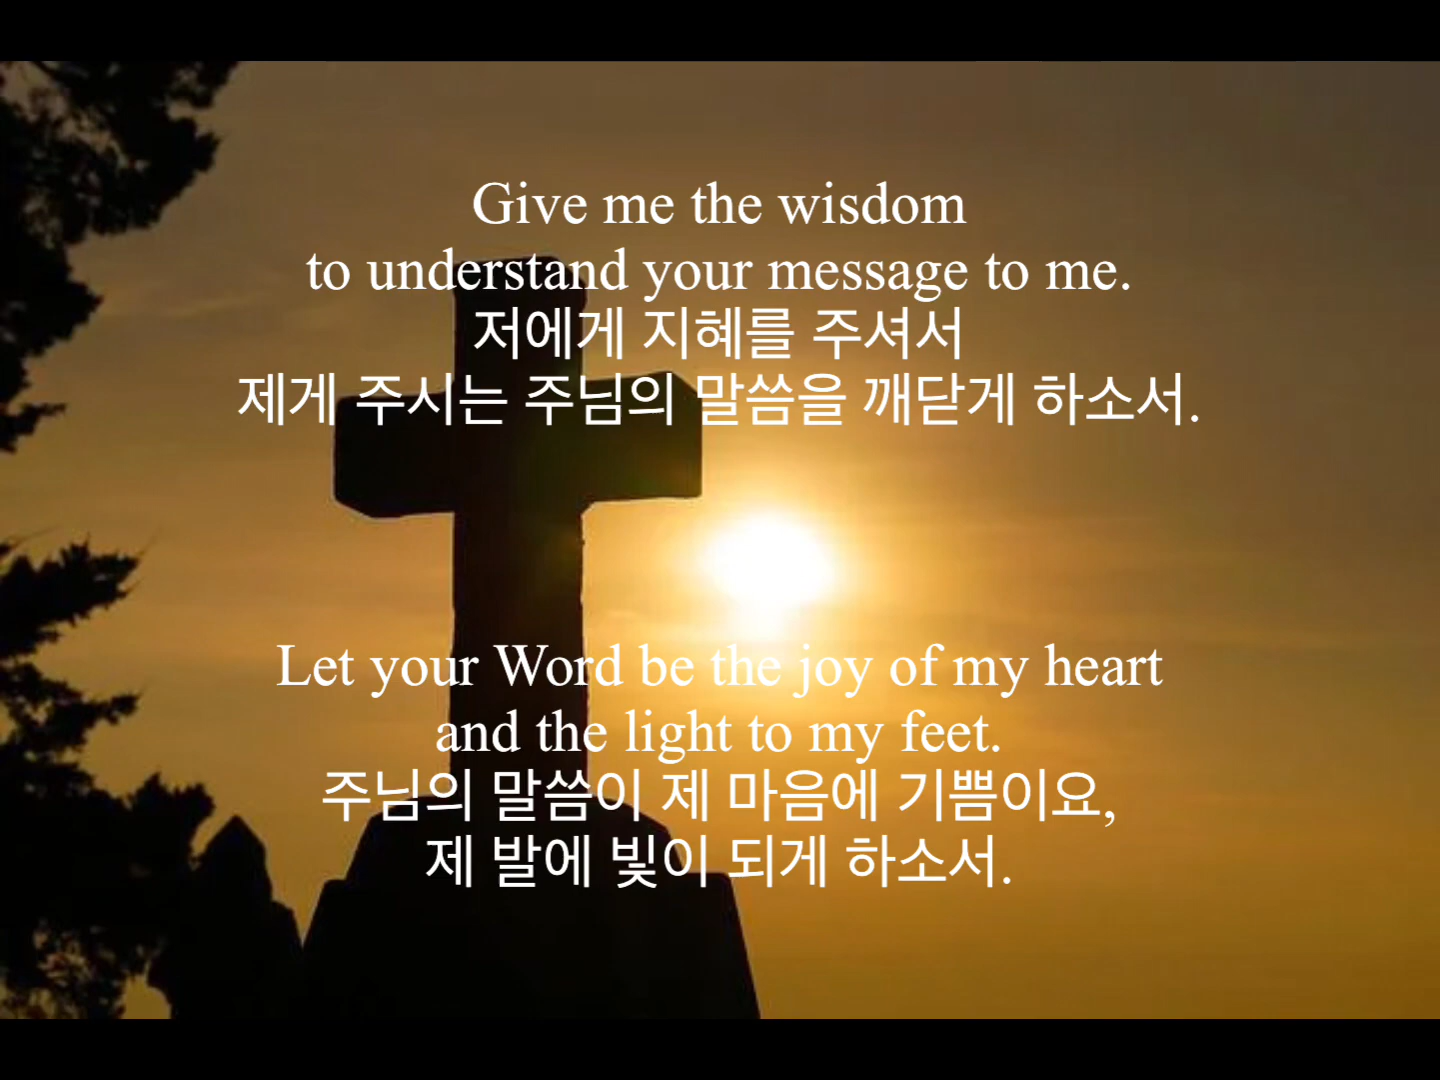 Give me the wisdom
to understand your message to me.
저에게 지혜를 주셔서
제게 주시는 주님의 말씀을 깨닫게 하소서.
Let your Word be the joy of my heart
and the light to my feet.
주님의 말씀이 제 마음에 기쁨이요,
제 발에 빛이 되게 하소서.